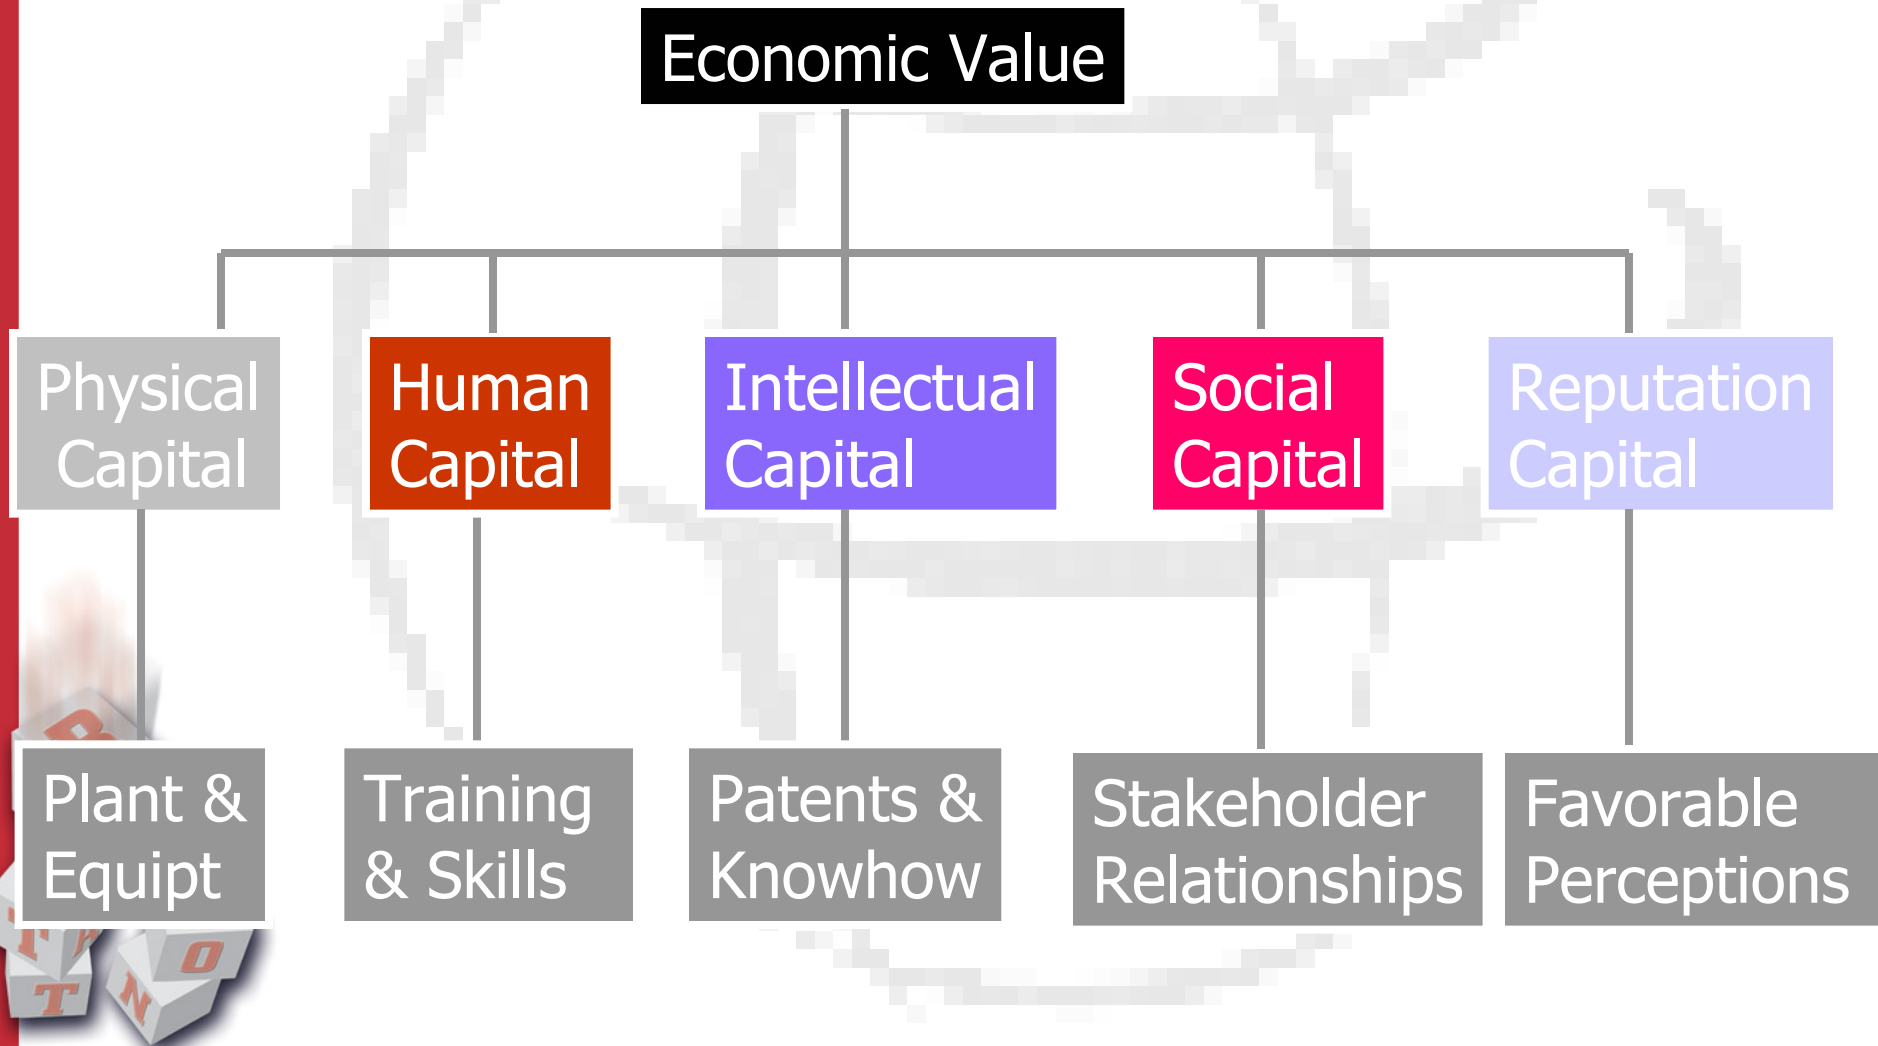 Economic Value
Physical
Capital
Human
Capital
Intellectual
Capital
Social
Capital
Reputation
Capital
Plant &
Equipt
Training
& Skills
Patents &
Knowhow
Stakeholder
Relationships
Favorable
Perceptions
O
T
N